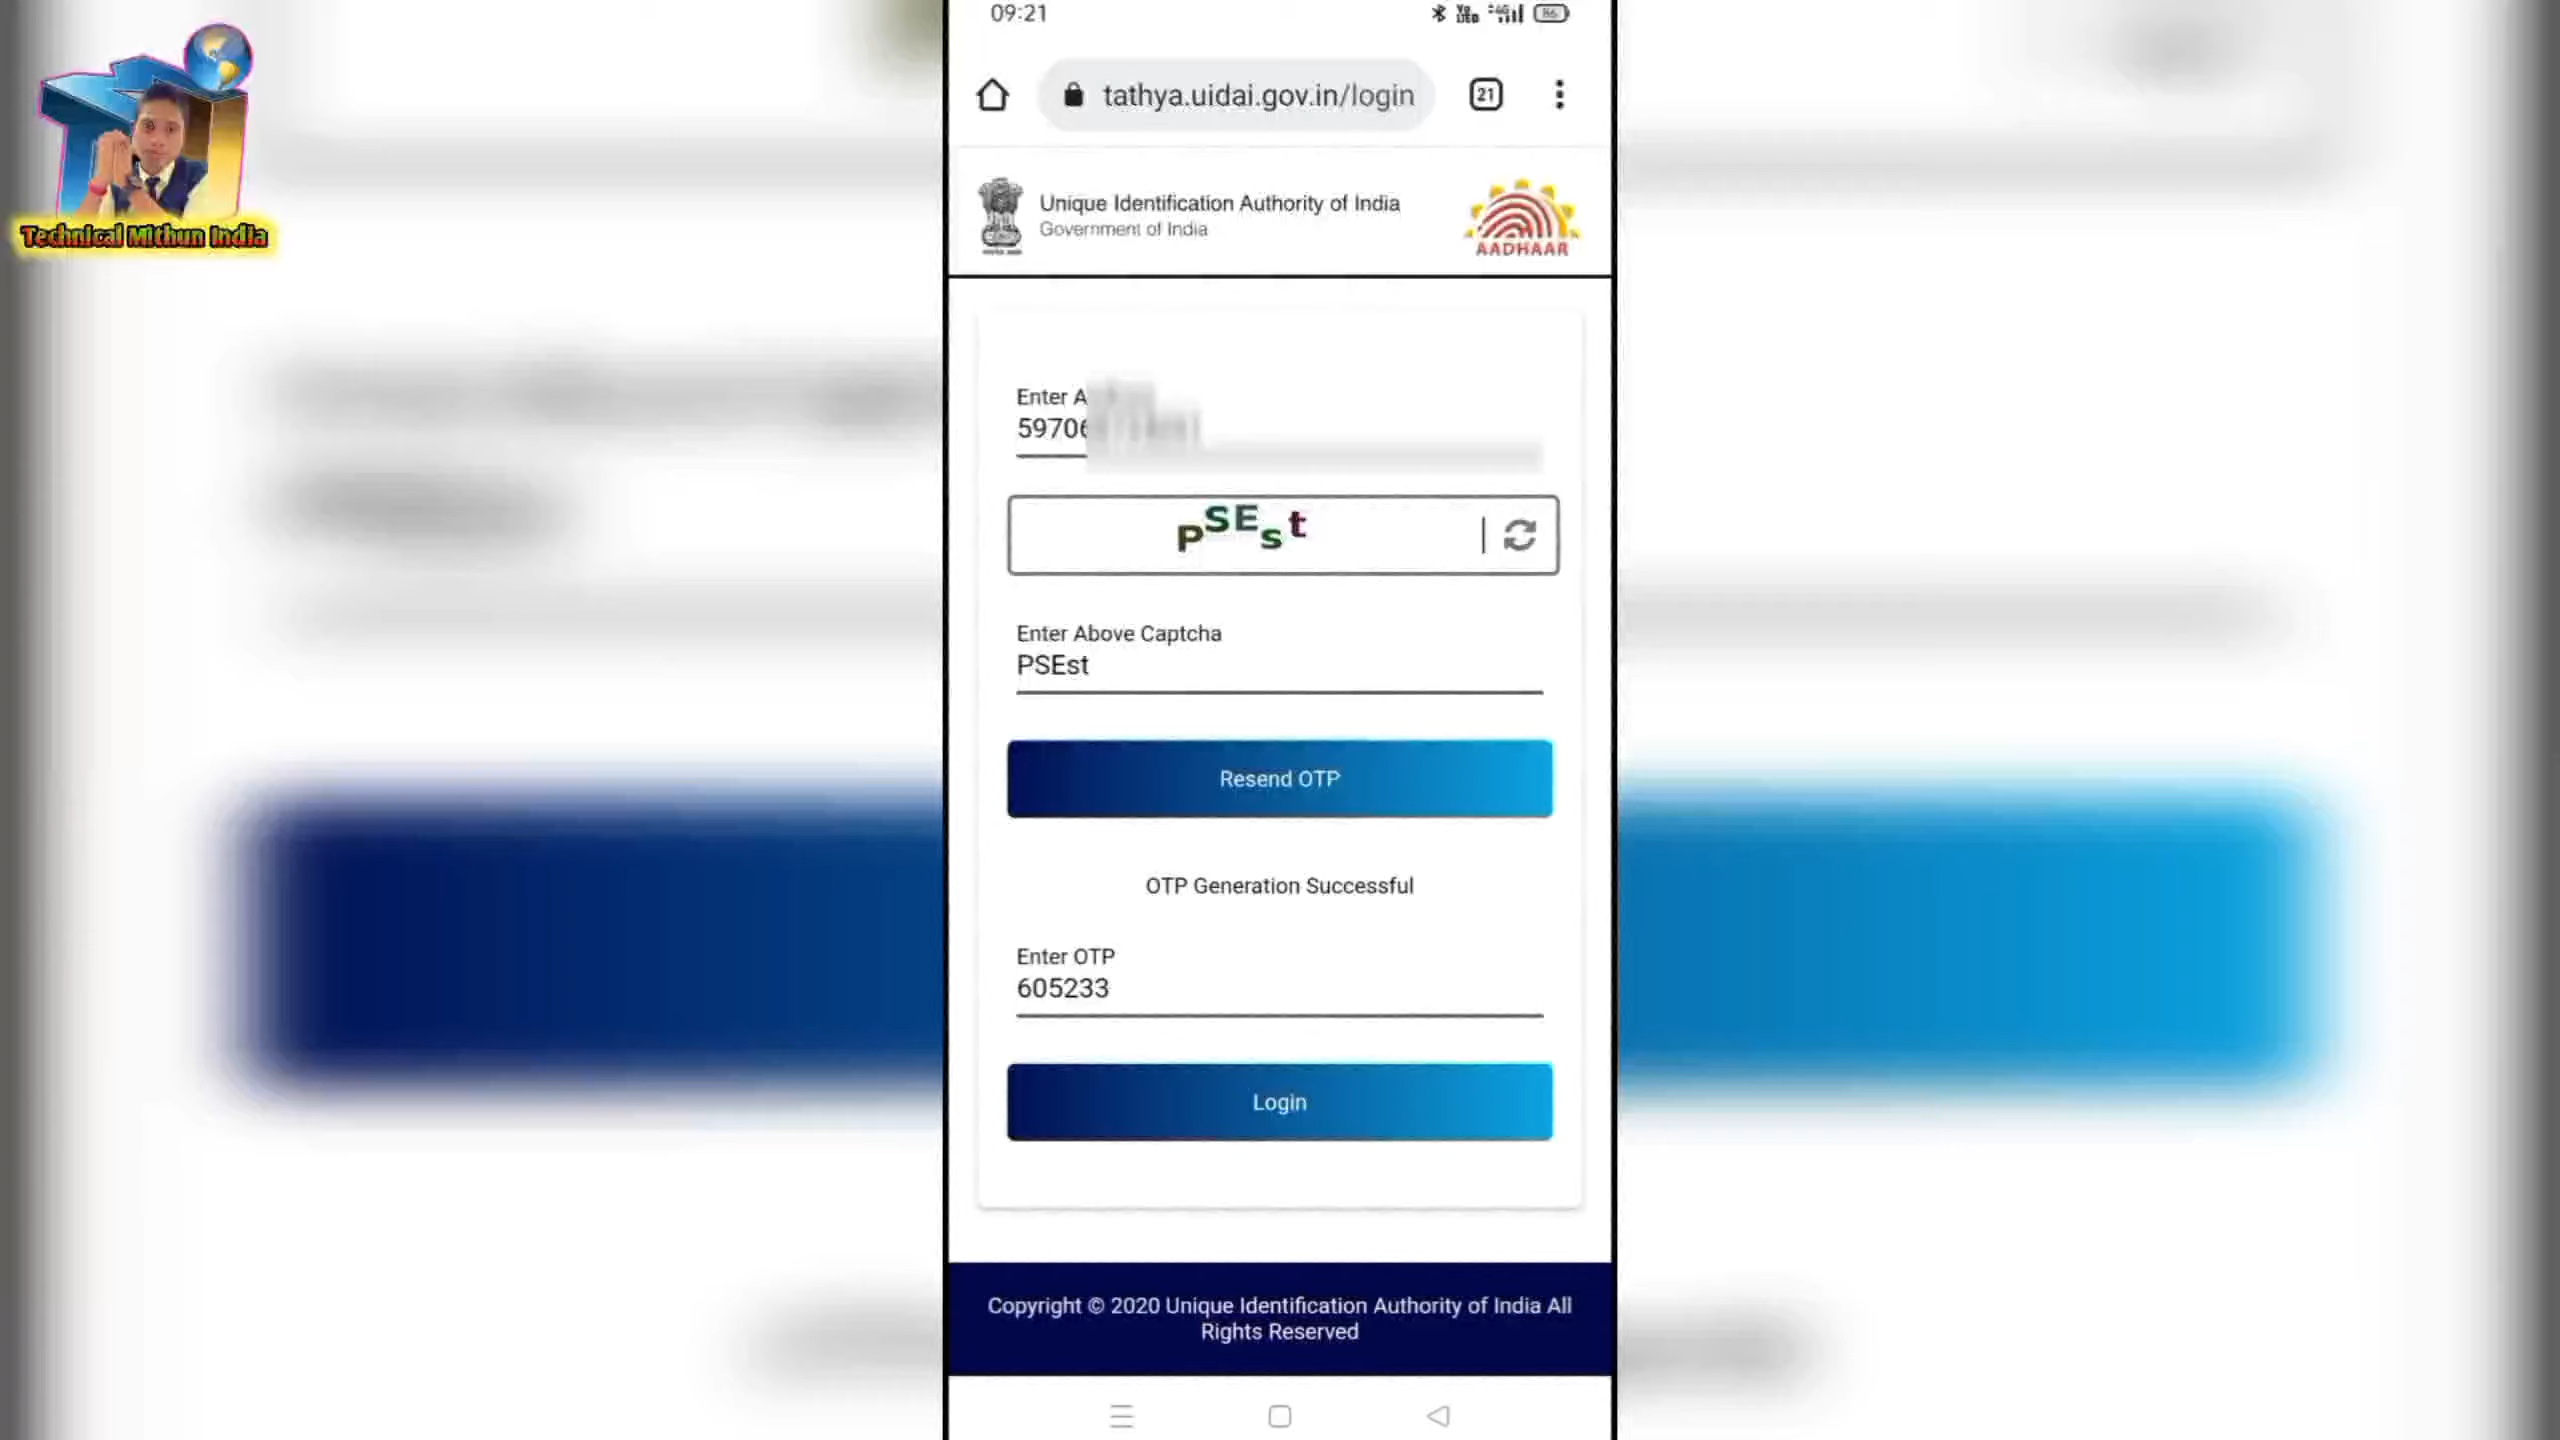 09:21
86
tathya.uidai.gov.in/login
21
Unique Identification Authority of India
Government of India
AADHAAR
Technical Mithun India
Enter A
59706
PSEst
Enter Above Captcha
PSEst
Resend OTP
OTP Generation Successful
Enter OTP
605233
Login
Copyright © 2020 Unique Identification Authority of India All
Rights Reserved